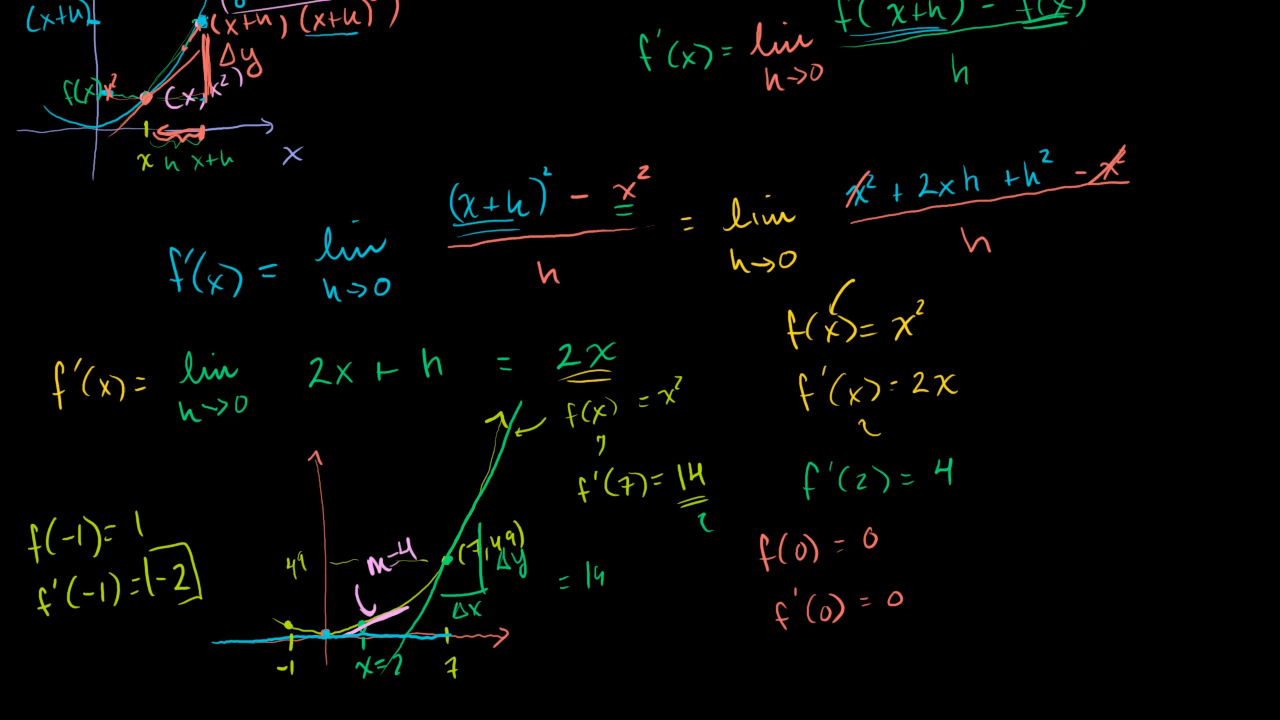 (x+h)
(x+h, (x+h)²)
Δy
f(x) x²
(x, x²)
x h x+h
x
f'(x) = lim h→0 f(x+h) - f(x) / h
f'(x) = lim h→0 (x+h)² - x² / h = lim h→0 x² + 2xh + h² - x² / h
f(x) = x²
f'(x) = 2x
2
f'(2) = 4
f(0) = 0
f'(0) = 0
f'(x) = lim h→0 2x + h = 2x
f(x) = x²
7
f'(7) = 14
f(-1) = 1
f'(-1) = -2
49
m=4
(7,49)
Δy
Δx
= 14
-1
x=2
7